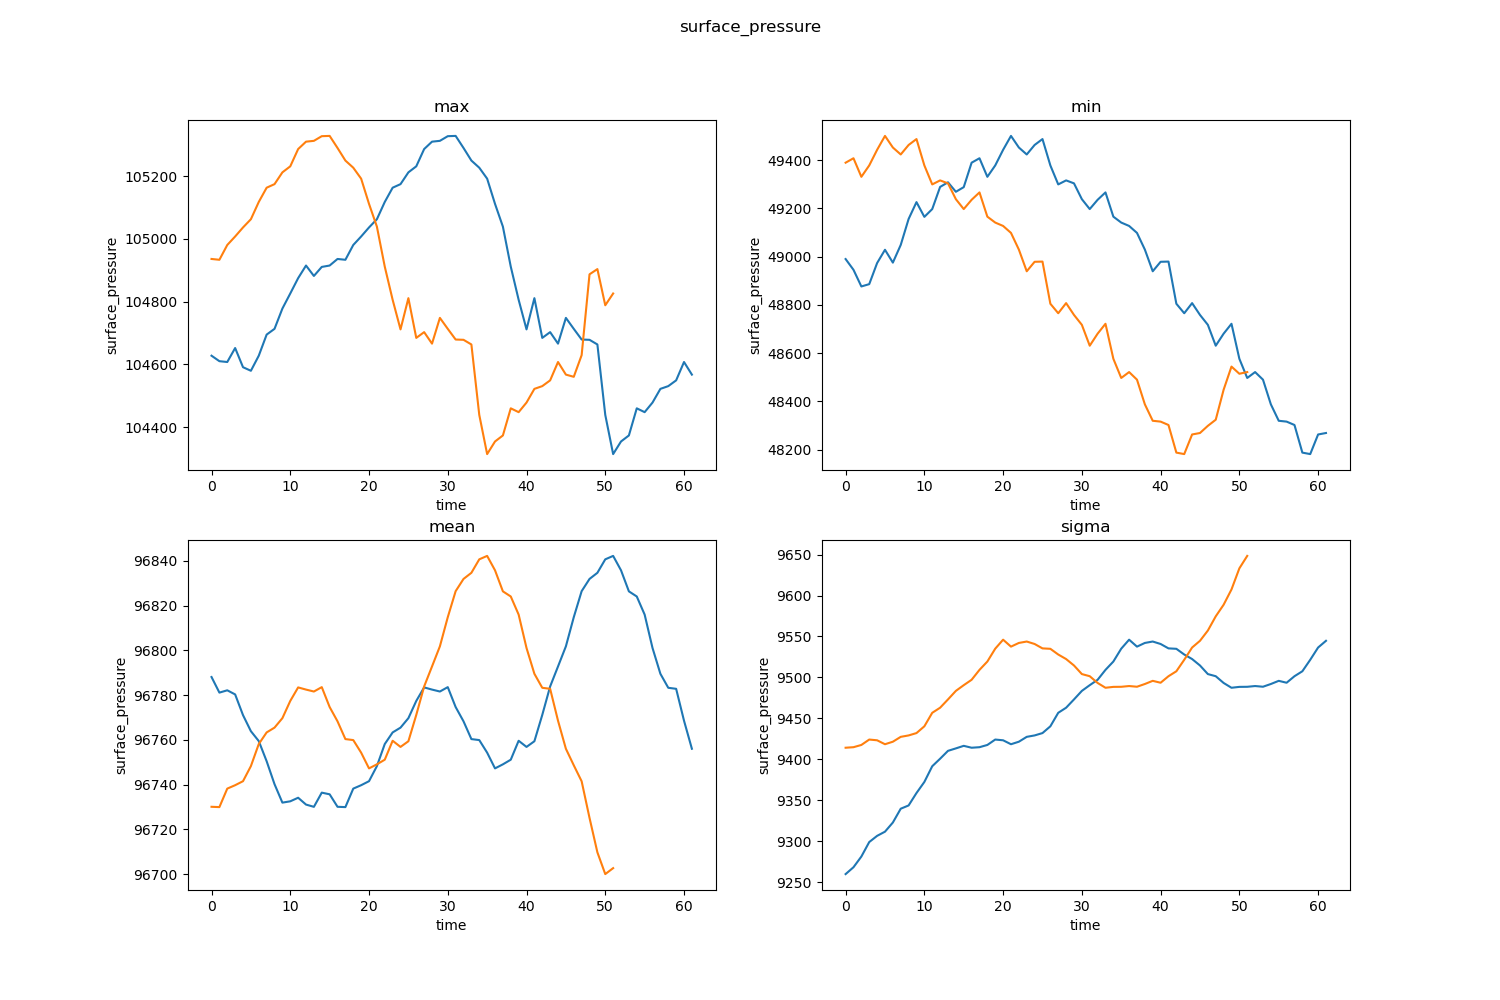 surface_pressure
max
surface_pressure
105200
105000
104800
104600
104400
0 10 20 30 40 50 60
time
min
surface_pressure
49400
49200
49000
48800
48600
48400
48200
0 10 20 30 40 50 60
time
mean
surface_pressure
96840
96820
96800
96780
96760
96740
96720
96700
0 10 20 30 40 50 60
time
sigma
surface_pressure
9650
9600
9550
9500
9450
9400
9350
9300
9250
0 10 20 30 40 50 60
time